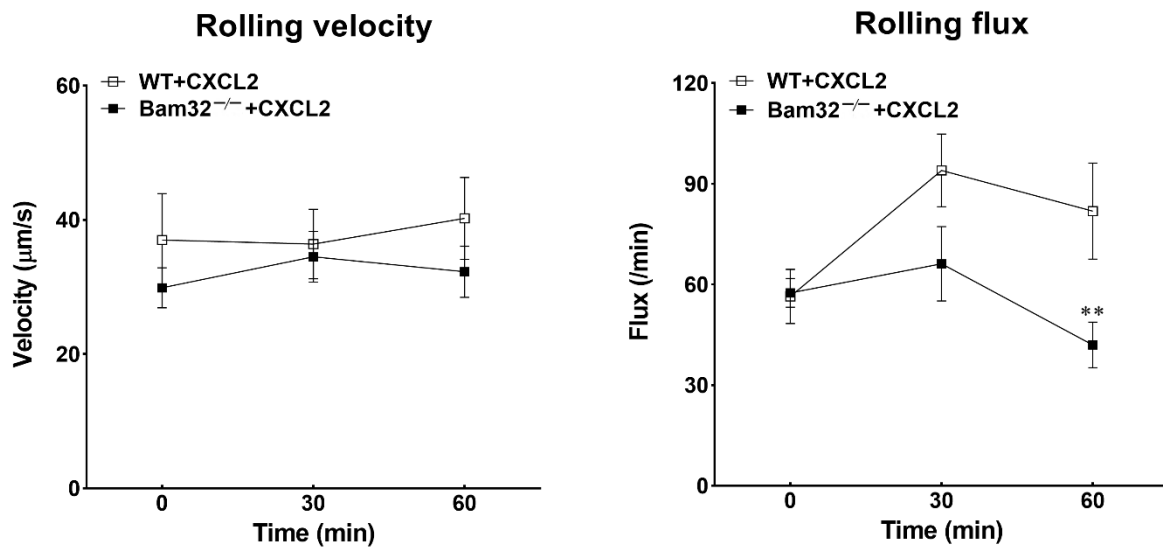 Rolling velocity
WT+CXCL2
Bam32⁻/⁻ +CXCL2
60
40
20
0
Velocity (μm/s)
0 30 60
Time (min)
Rolling flux
WT+CXCL2
Bam32⁻/⁻ +CXCL2
120
90
60
30
0
Flux (/min)
**
0 30 60
Time (min)